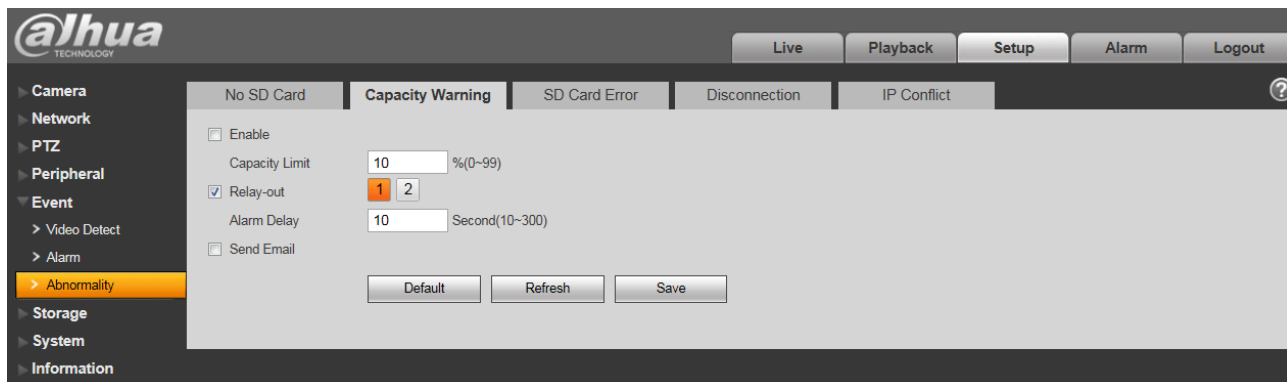 alhua
TECHNOLOGY
Live Playback Setup Alarm Logout
Camera
Network
PTZ
Peripheral
Event
> Video Detect
> Alarm
> Abnormality
Storage
System
Information
No SD Card Capacity Warning SD Card Error Disconnection IP Conflict
?
Enable
Capacity Limit 10 %(0~99)
Relay-out 1 2
Alarm Delay 10 Second(10~300)
Send Email
Default Refresh Save